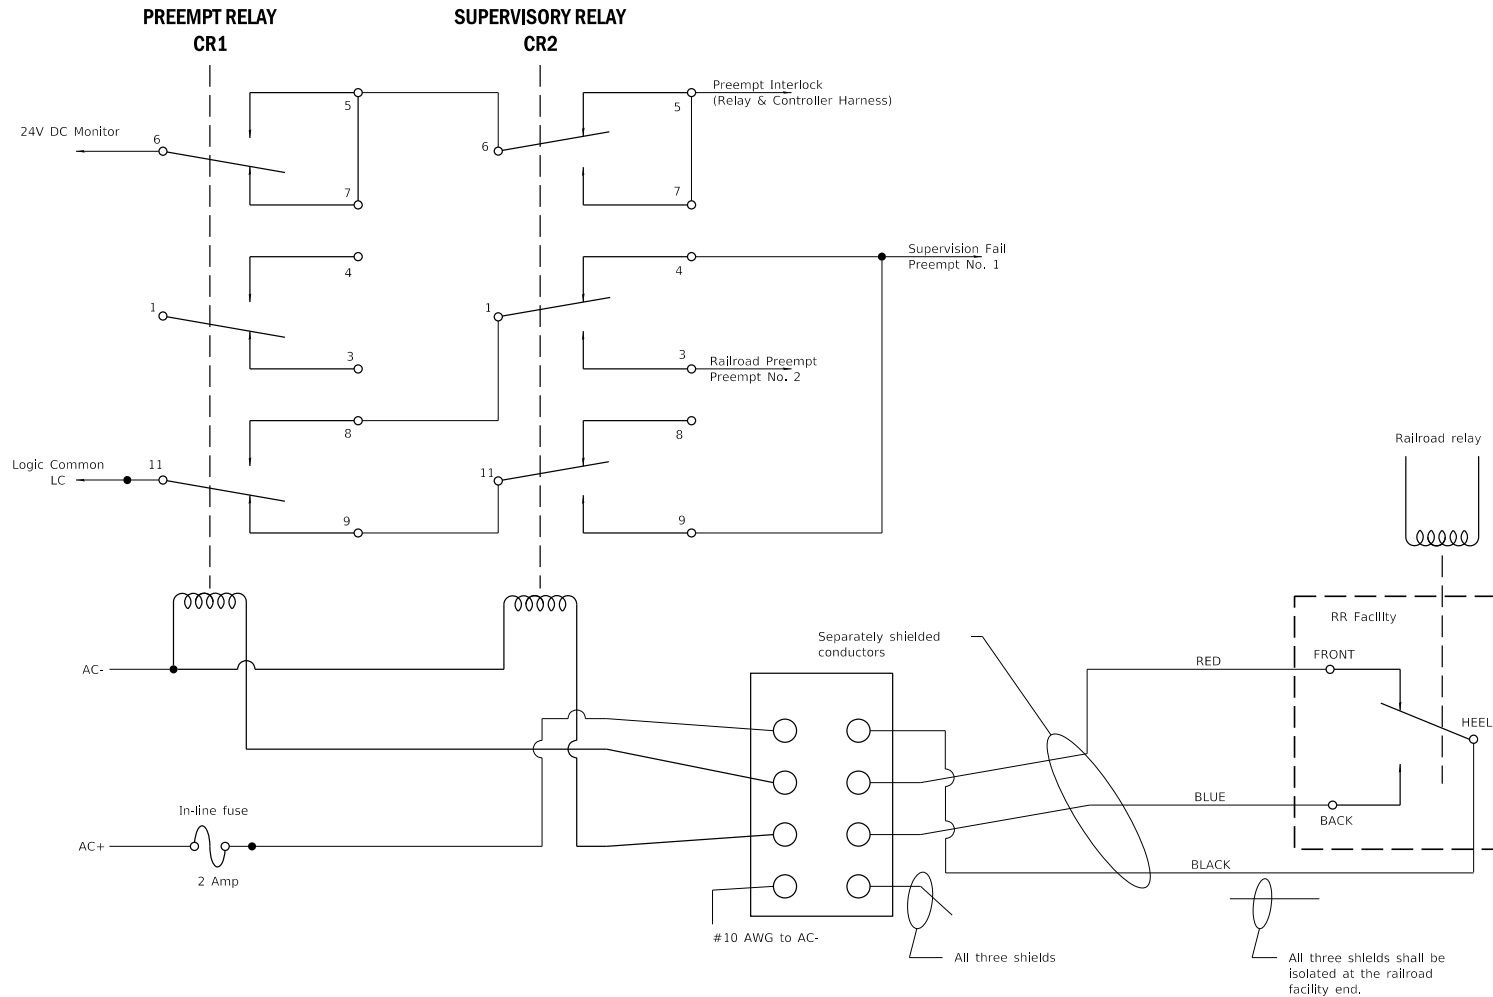 PREEMPT RELAY
CR1
SUPERVISORY RELAY
CR2
5
24V DC Monitor
6
7
6
5
Preempt Interlock
(Relay & Controller Harness)
7
4
1
3
1
4
Supervision Fail
Preempt No. 1
3
Railroad Preempt
Preempt No. 2
8
Logic Common
LC
11
9
11
8
9
Railroad relay
AC-
Separately shielded
conductors
RED
RR Facility
FRONT
HEEL
BLUE
BACK
BLACK
In-line fuse
AC+
2 Amp
#10 AWG to AC-
All three shields
All three shields shall be
isolated at the railroad
facility end.